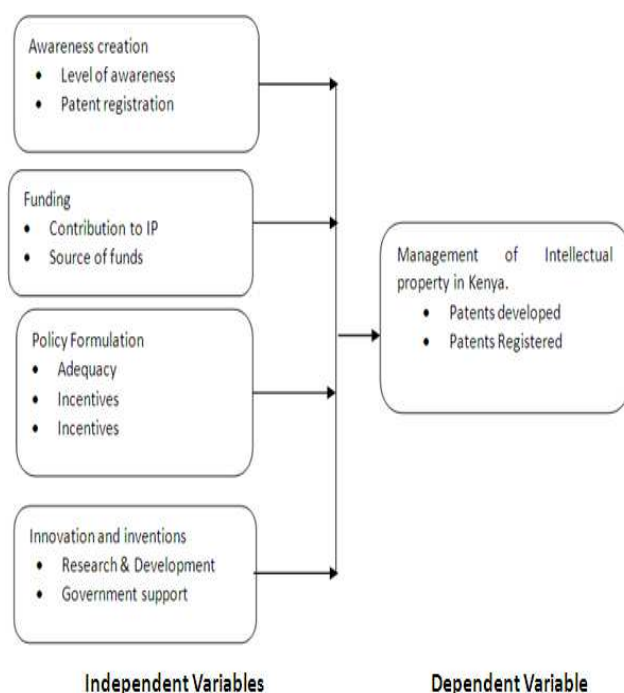 Awareness creation
• Level of awareness
• Patent registration
Funding
• Contribution to IP
• Source of funds
Policy Formulation
• Adequacy
• Incentives
• Incentives
Innovation and inventions
• Research & Development
• Government support
Management of Intellectual
property in Kenya.
• Patents developed
• Patents Registered
Independent Variables
Dependent Variable